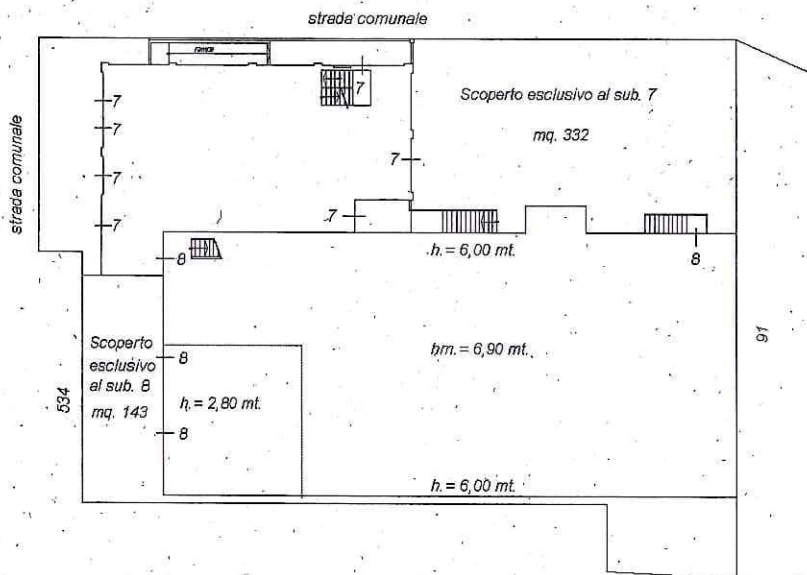 strada comunale
strada comunale
7
7
7
7
7
7
7
Scoperto esclusivo al sub. 7
mq. 332
8
h. = 6,00 mt.
8
Scoperto
esclusivo
al sub. 8
mq. 143
8
8
h. = 2,80 mt.
hm. = 6,90 mt.
h. = 6,00 mt.
534
91